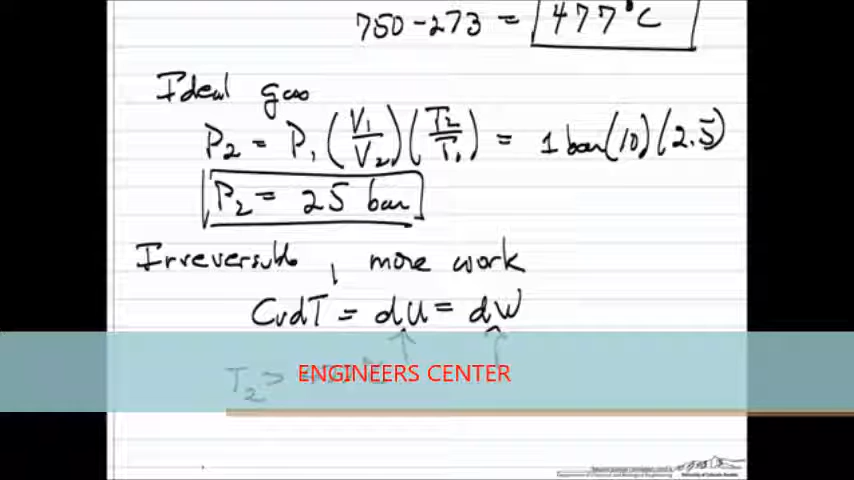 750 - 273 = 477°C
Ideal gas
P₂ = P₁ (V₁/V₂) (T₂/T₁) = 1 bar (10) (2.5)
P₂ = 25 bar
Irreversible, more work
CvdT = dU = dW
↑ ↑
T₂ >
ENGINEERS CENTER